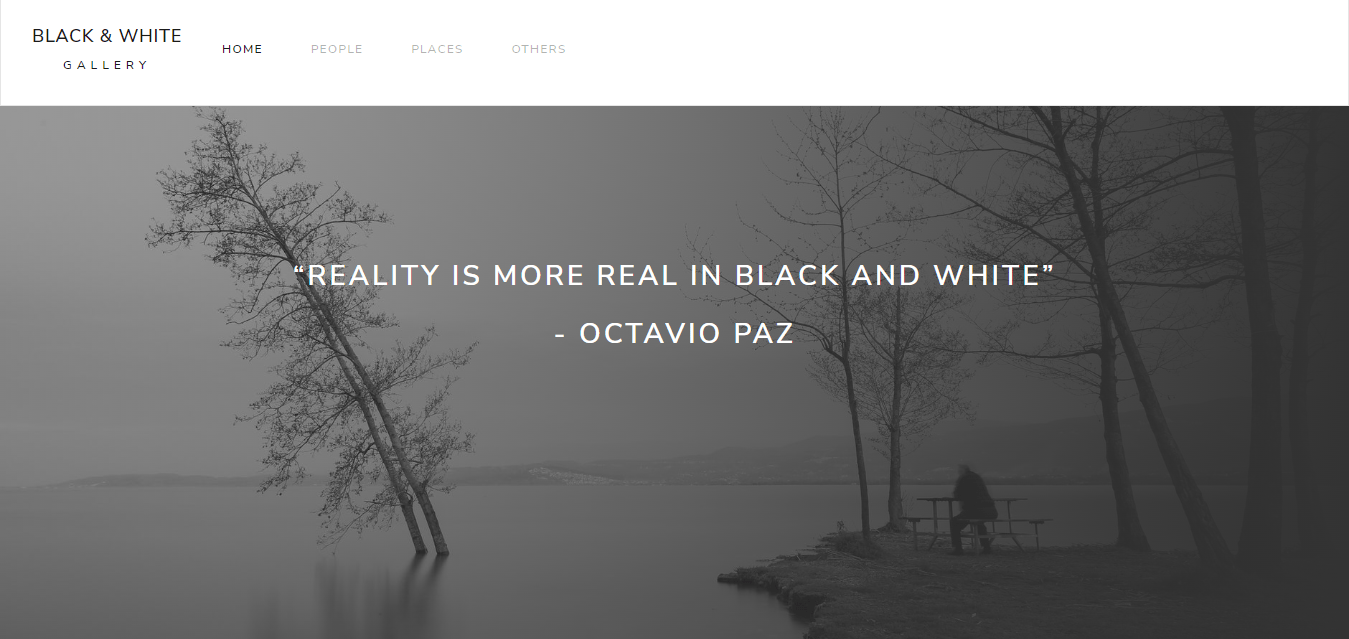 BLACK & WHITE
GALLERY
HOME PEOPLE PLACES OTHERS
“REALITY IS MORE REAL IN BLACK AND WHITE”
- OCTAVIO PAZ